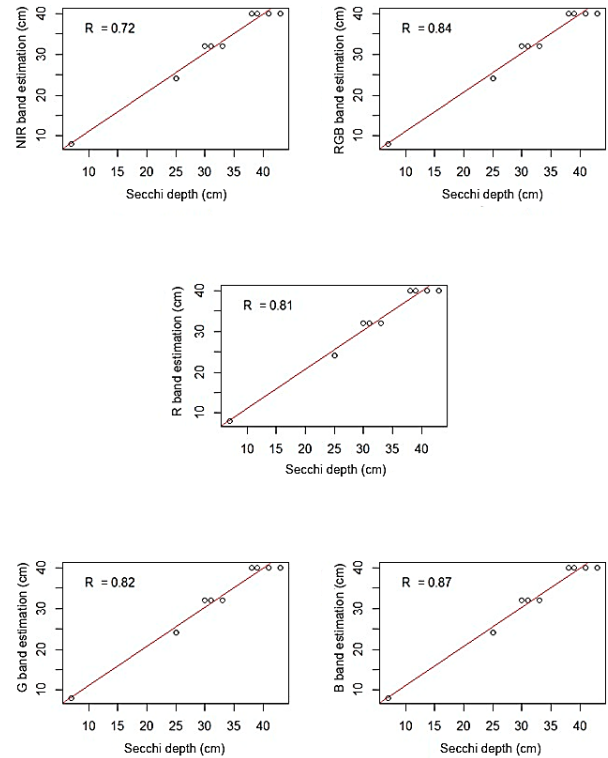 NIR band estimation (cm)
40
30
20
10
R = 0.72
10 15 20 25 30 35 40
Secchi depth (cm)
RGB band estimation (cm)
40
30
20
10
R = 0.84
10 15 20 25 30 35 40
Secchi depth (cm)
R band estimation (cm)
40
30
20
10
R = 0.81
10 15 20 25 30 35 40
Secchi depth (cm)
G band estimation (cm)
40
30
20
10
R = 0.82
10 15 20 25 30 35 40
Secchi depth (cm)
B band estimation (cm)
40
30
20
10
R = 0.87
10 15 20 25 30 35 40
Secchi depth (cm)